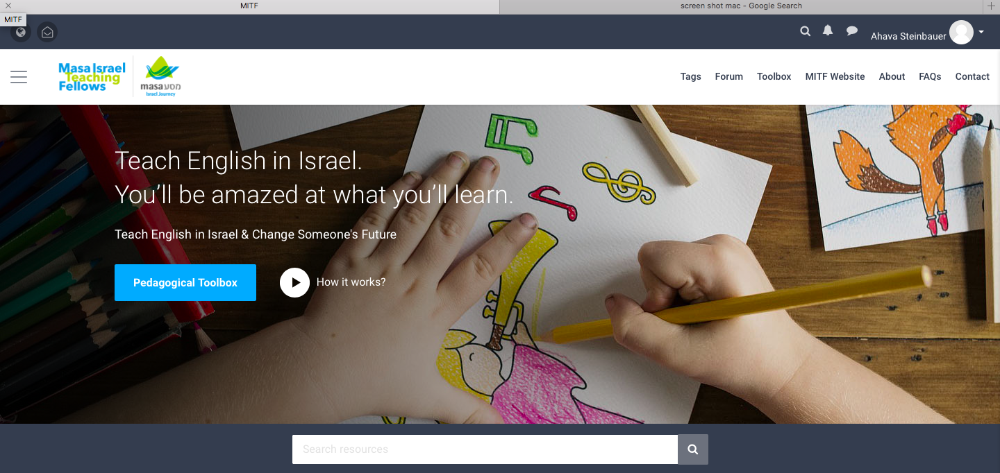 MITF
screen shot mac - Google Search
MITF
Ahava Steinbauer
Masa Israel
Teaching
Fellows
masa מסע
Israel Journey
Tags Forum Toolbox MITF Website About FAQs Contact
Teach English in Israel.
You’ll be amazed at what you’ll learn.
Teach English in Israel & Change Someone's Future
Pedagogical Toolbox
How it works?
Search resources